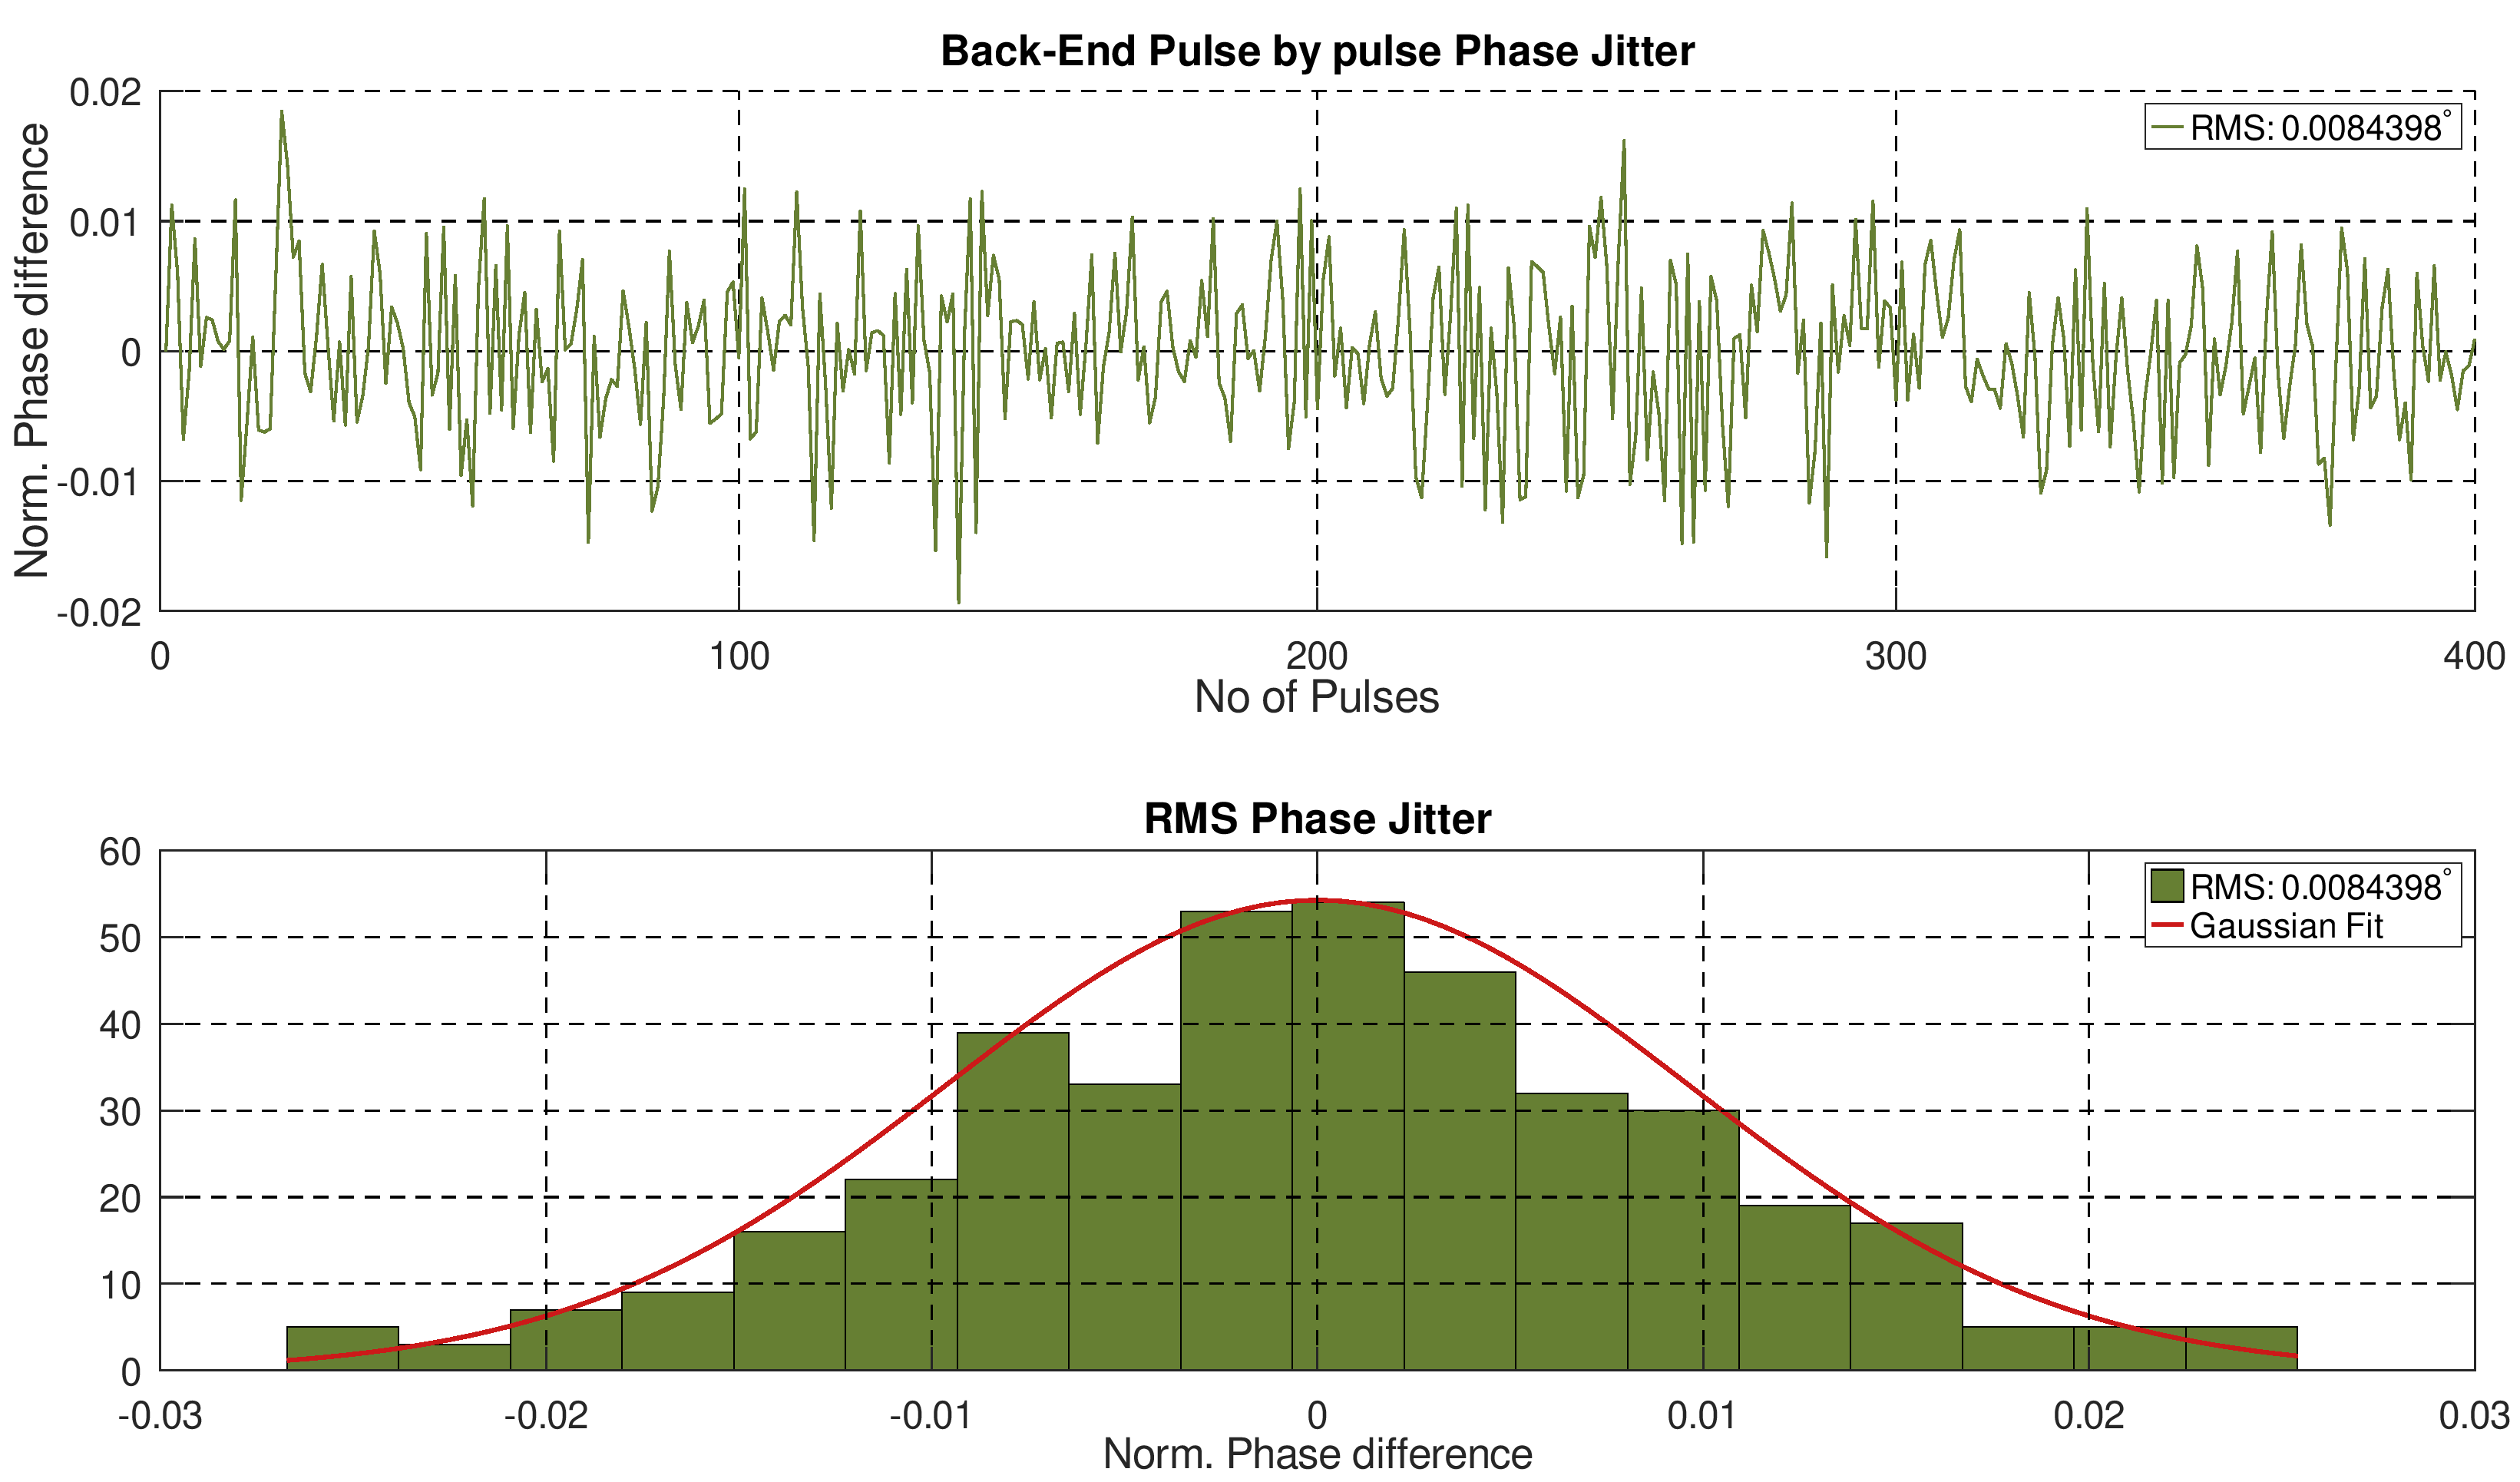 Back-End Pulse by pulse Phase Jitter
Norm. Phase difference
0.02
0.01
0
-0.01
-0.02
RMS: 0.0084398°
0 100 200 300 400
No of Pulses
RMS Phase Jitter
60
50
40
30
20
10
0
RMS: 0.0084398°
Gaussian Fit
-0.03 -0.02 -0.01 0 0.01 0.02 0.03
Norm. Phase difference